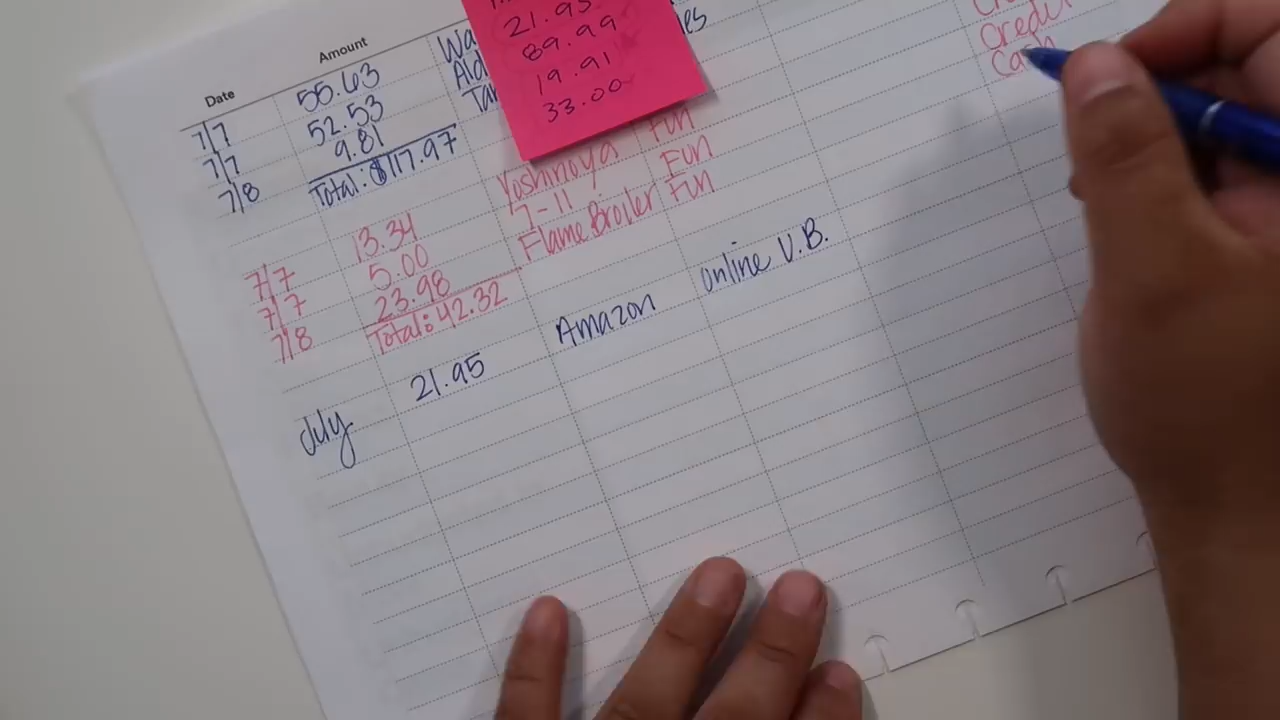 Date Amount
7/7 55.63
7/7 52.53
7/8 9.81
Total: $117.97
21.95
89.99
19.91
33.00
Credit
7/7 13.34 Yoshinoya Fun
7/7 5.00 7-11 Fun
7/8 23.98 Flame Broiler Fun
Total: 42.32
July 21.95 Amazon online V.B.